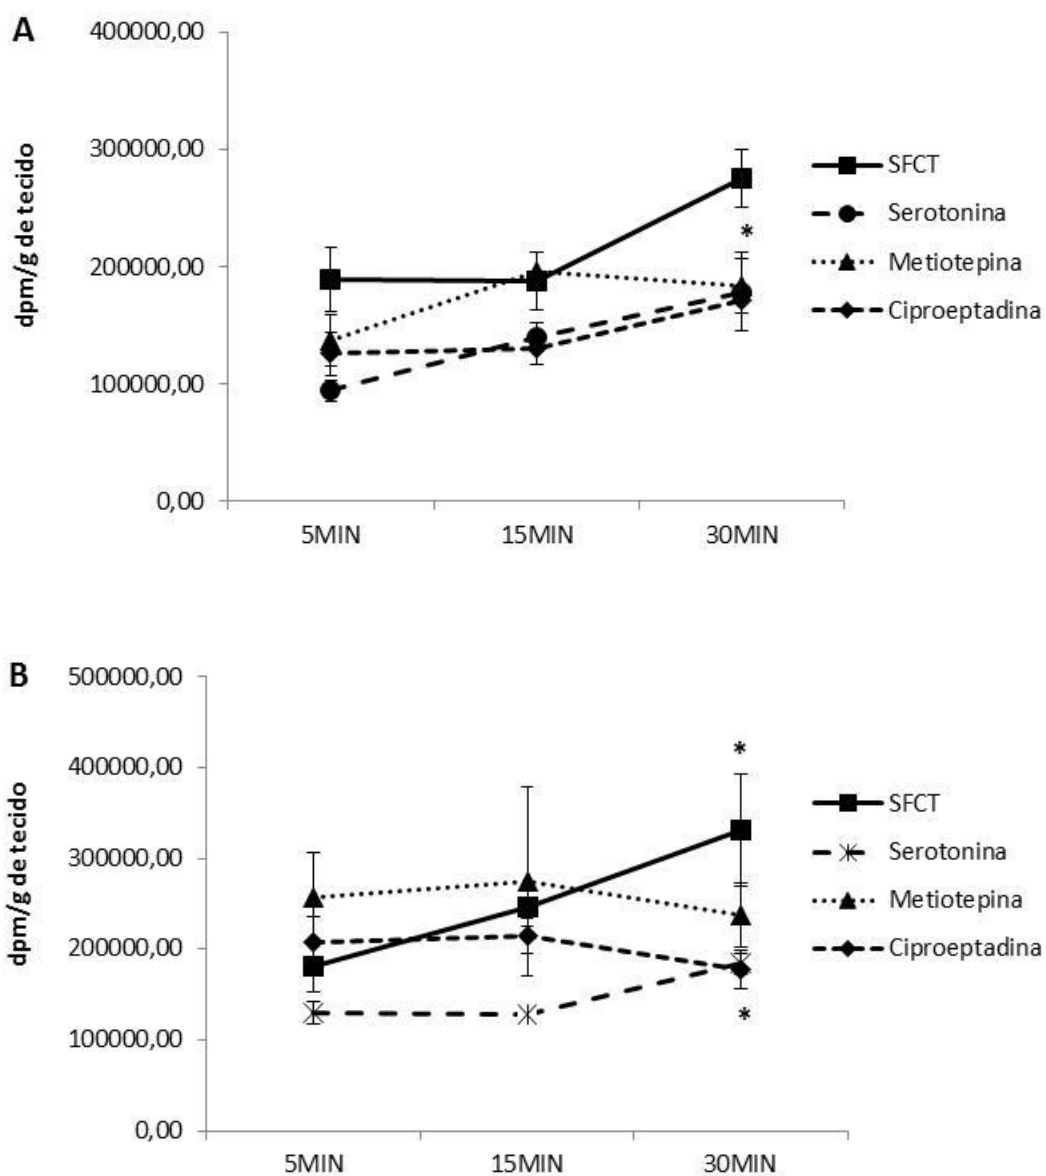 A
400000,00
300000,00
200000,00
100000,00
0,00
dpm/g de tecido
5MIN 15MIN 30MIN
*
SFCT
Serotonina
Metiotepina
Ciproeptadina
B
500000,00
400000,00
300000,00
200000,00
100000,00
0,00
dpm/g de tecido
5MIN 15MIN 30MIN
*
*
SFCT
Serotonina
Metiotepina
Ciproeptadina